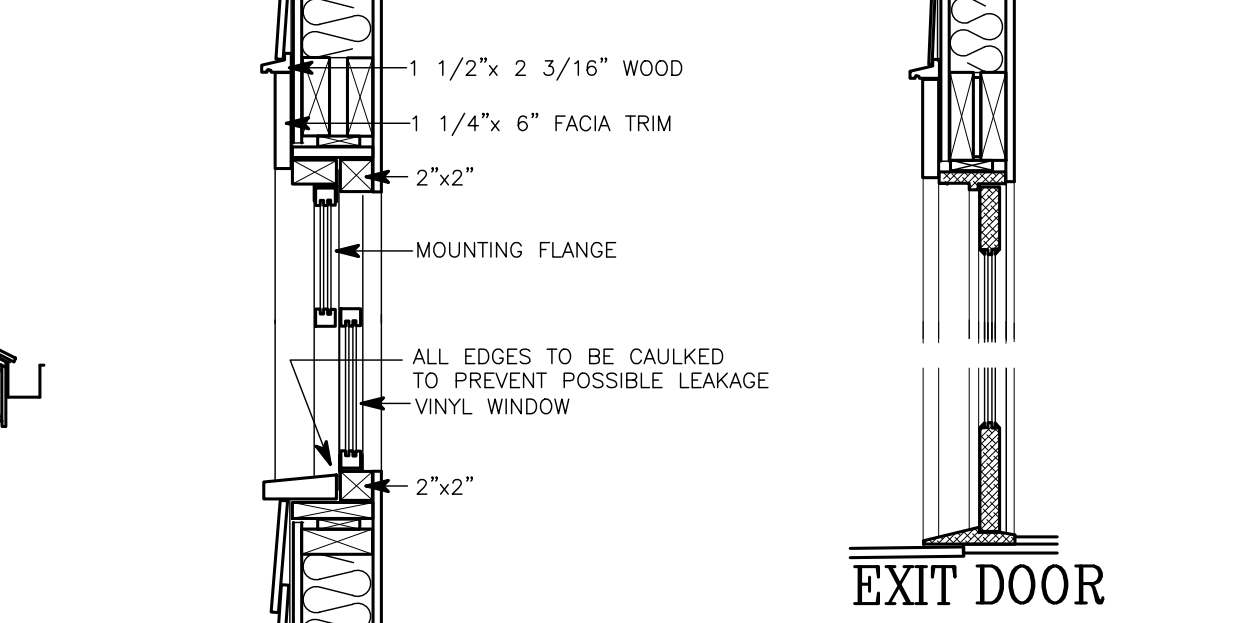 1 1/2"x 2 3/16" WOOD
1 1/4"x 6" FACIA TRIM
2"x2"
MOUNTING FLANGE
ALL EDGES TO BE CAULKED
TO PREVENT POSSIBLE LEAKAGE
VINYL WINDOW
2"x2"
EXIT DOOR